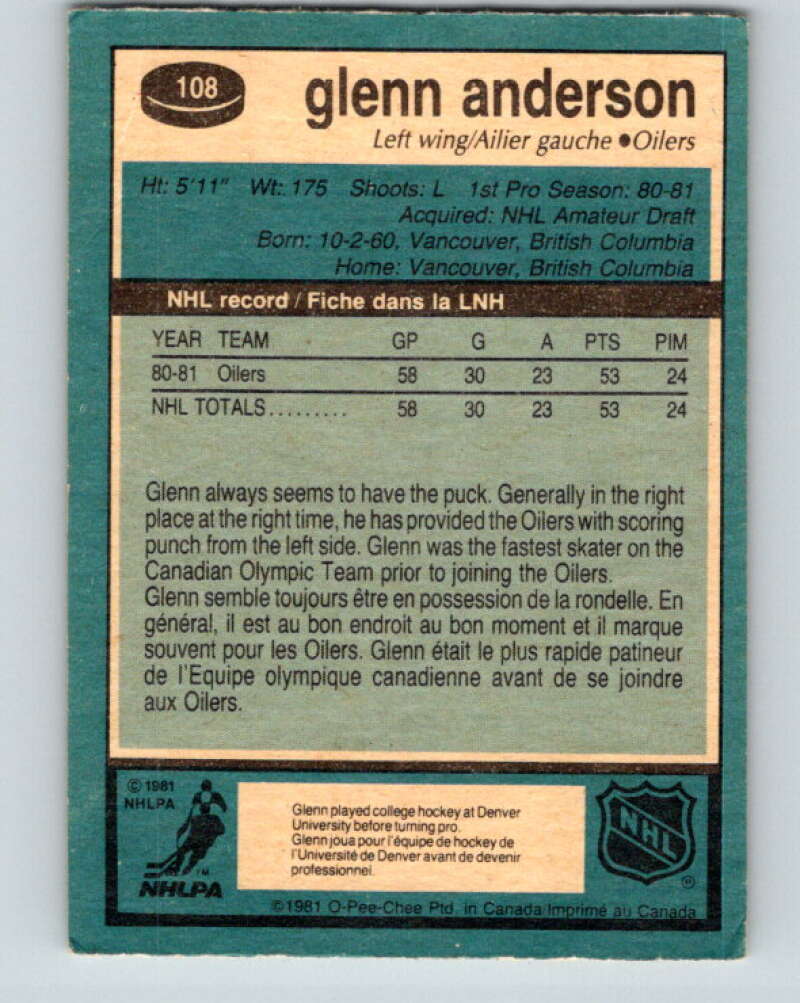 108
glenn anderson
Left wing/Ailier gauche ●Oilers
Ht: 5'11" Wt: 175 Shoots: L 1st Pro Season: 80-81
Acquired: NHL Amateur Draft
Born: 10-2-60, Vancouver, British Columbia
Home: Vancouver, British Columbia
NHL record / Fiche dans la LNH
YEAR TEAM GP G A PTS PIM
80-81 Oilers 58 30 23 53 24
NHL TOTALS......... 58 30 23 53 24
Glenn always seems to have the puck. Generally in the right
place at the right time, he has provided the Oilers with scoring
punch from the left side. Glenn was the fastest skater on the
Canadian Olympic Team prior to joining the Oilers.
Glenn semble toujours être en possession de la rondelle. En
général, il est au bon endroit au bon moment et il marque
souvent pour les Oilers. Glenn était le plus rapide patineur
de l'Equipe olympique canadienne avant de se joindre
aux Oilers.
© 1981
NHLPA
TM
NHLPA
Glenn played college hockey at Denver
University before turning pro.
Glenn joua pour l'équipe de hockey de
l'Université de Denver avant de devenir
professionnel.
NHL
®
©1981 O-Pee-Chee Ptd. in Canada/Imprimé au Canada